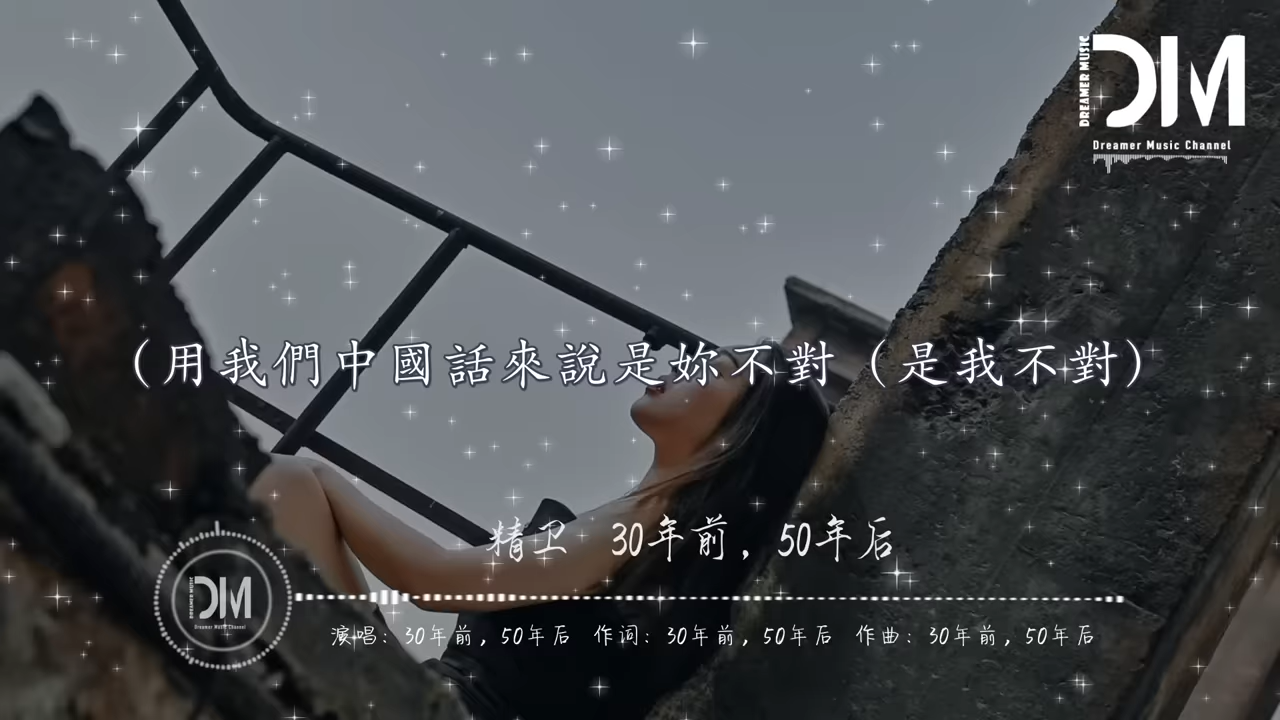 DREAMER MUSIC
DM
Dreamer Music Channel
(用我們中國話來說是妳不對 (是我不對)
精卫 30年前，50年后
DREAMER MUSIC
DM
Dreamer Music Channel
演唱：30年前，50年后 作词：30年前，50年后 作曲：30年前，50年后